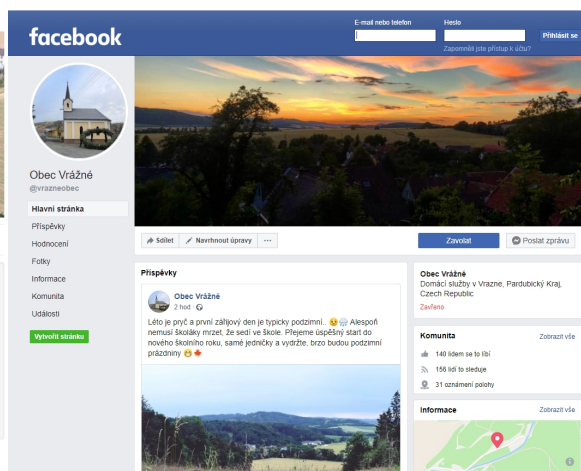 E-mail nebo telefon
Heslo
facebook
Přihlásit se
Zapomněli jste přístup k účtu?
Obec Vrážné
@vrazneobec
Hlavní stránka
Příspěvky
Hodnocení
Fotky
Informace
Komunita
Události
Vytvořit stránku
Sdílet
Navrhnout úpravy
Zavolat
Poslat zprávu
Příspěvky
Obec Vrážné
2 hod ·
Léto je pryč a první zářijový den je typicky podzimní.. 😉🌧 Alespoň
nemusí školáky mrzet, že sedí ve škole. Přejeme úspěšný start do
nového školního roku, samé jedničky a vydržte, brzo budou podzimní
prázdniny 😁🍁
Obec Vrážné
Domácí služby v Vrazne, Pardubický Kraj,
Czech Republic
Zavřeno
Komunita
Zobrazit vše
140 lidem se to líbí
156 lidí to sleduje
31 oznámení polohy
Informace
Zobrazit vše